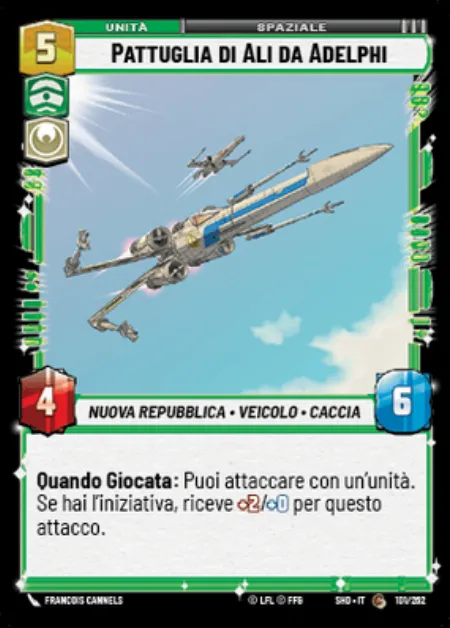 UNITÀ
SPAZIALE
5
PATTUGLIA DI ALI DA ADELPHI
4
NUOVA REPUBBLICA • VEICOLO • CACCIA
6
Quando Giocata: Puoi attaccare con un'unità.
Se hai l'iniziativa, riceve +2/+0 per questo
attacco.
FRANCOIS CANNELS
© LFL © FFG
SHD • IT
101/262